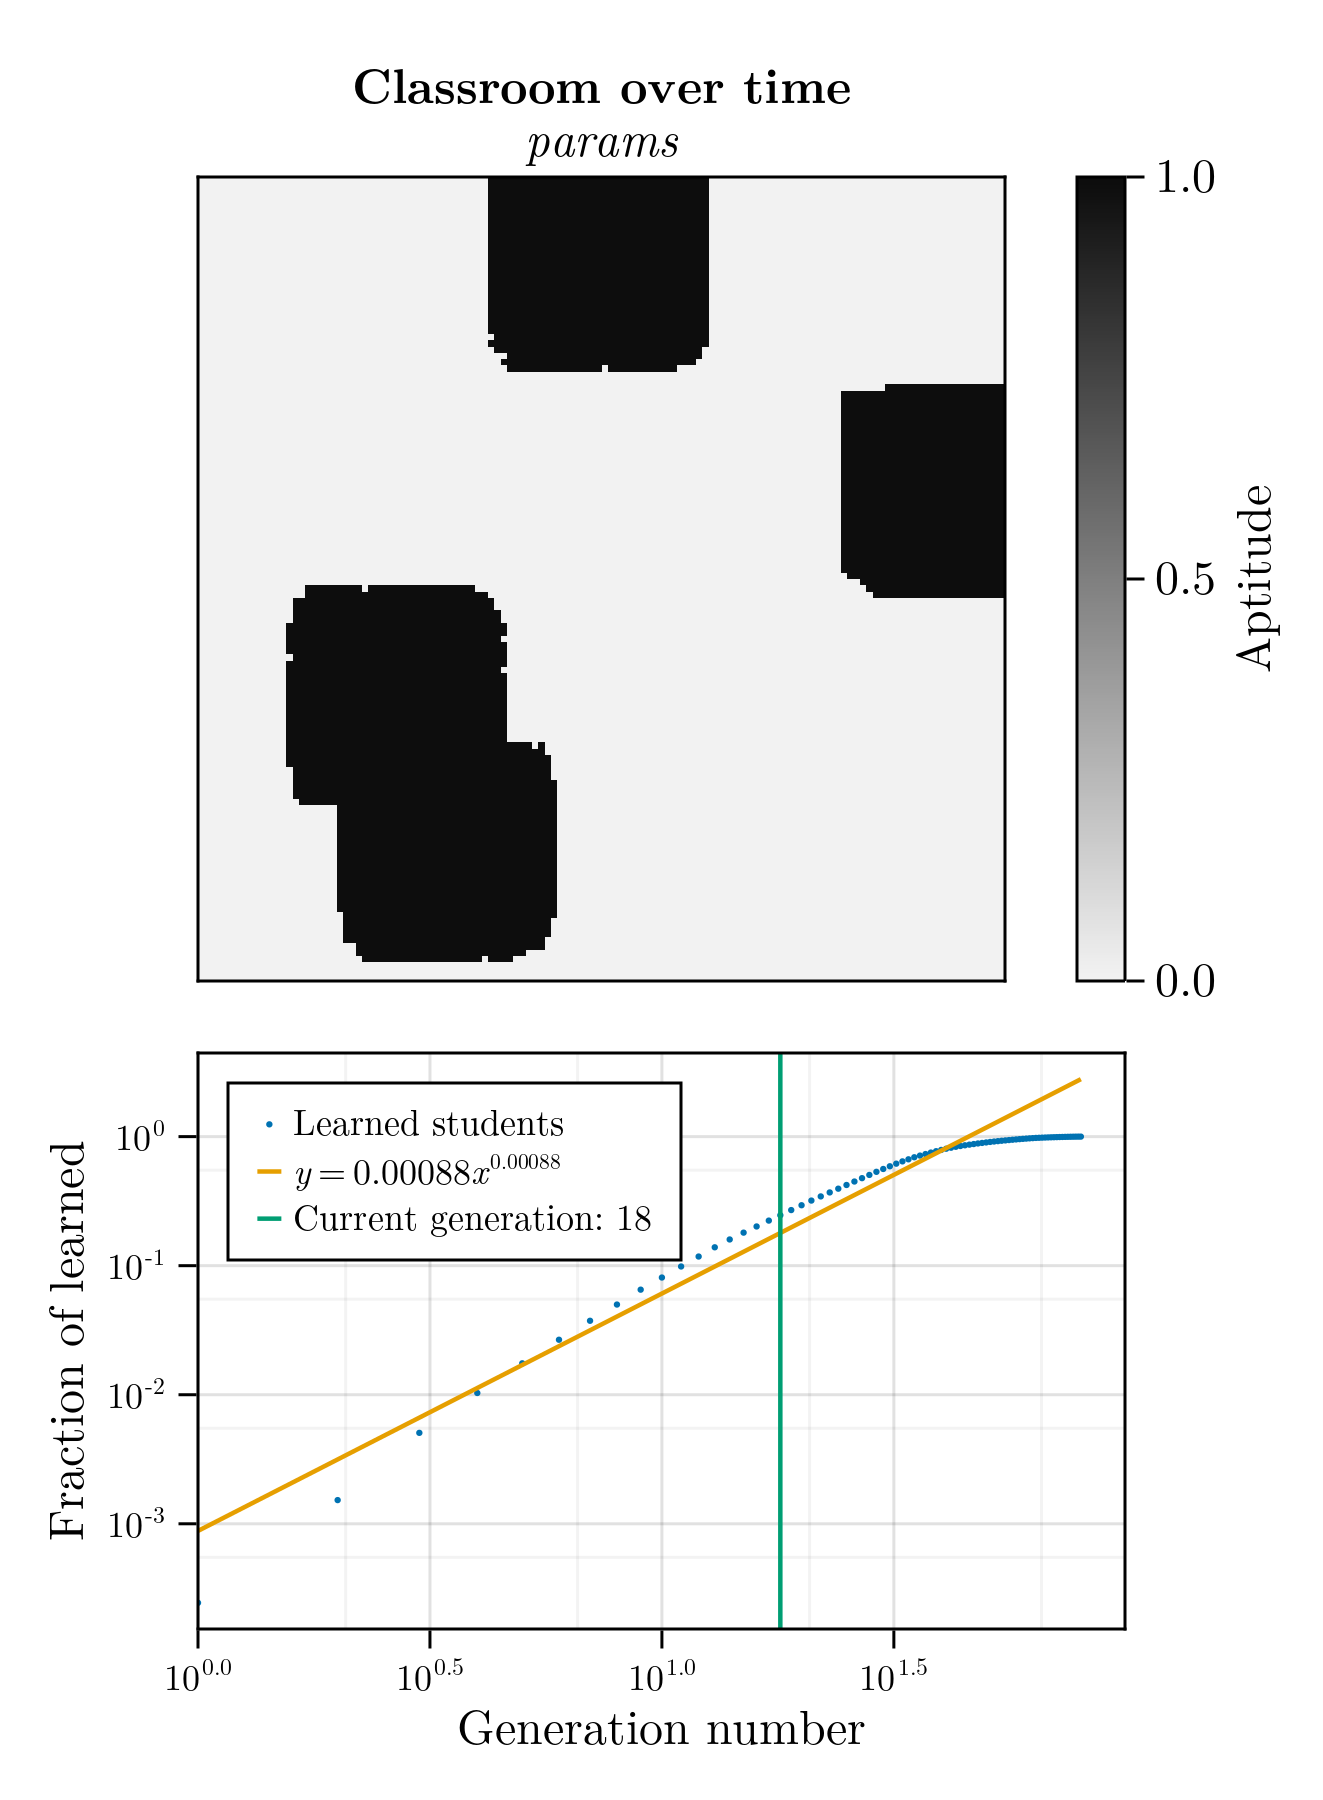 Classroom over time
params
1.0
0.5
0.0
Aptitude
Learned students
y = 0.00088x^0.00088
Current generation: 18
10^0
10^-1
10^-2
10^-3
Fraction of learned
10^0.0 10^0.5 10^1.0 10^1.5
Generation number